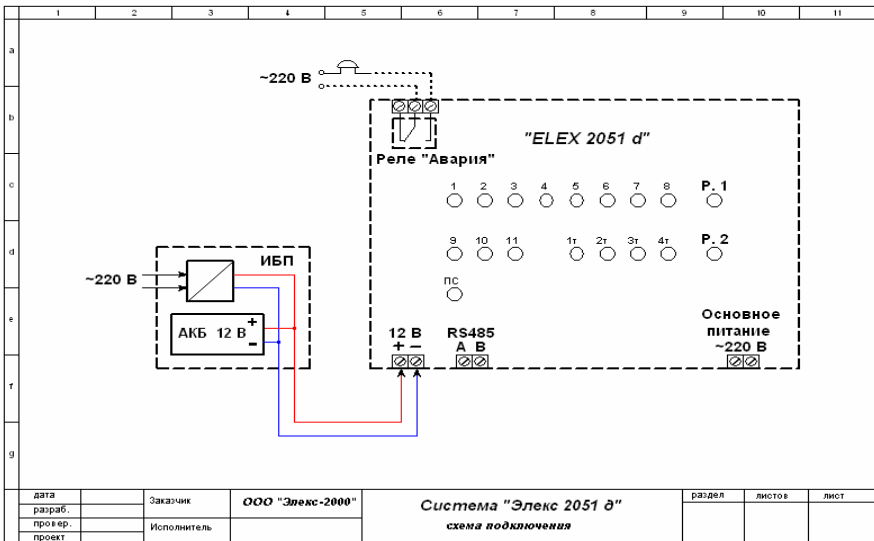 1 2 3 4 5 6 7 8 9 10 11
a
b
c
d
e
f
g
~220 В
"ELEX 2051 d"
Реле "Авария"
1 2 3 4 5 6 7 8 Р. 1
9 10 11 1т 2т 3т 4т Р. 2
ПС
ИБП
~220 В
АКБ 12 В + −
12 В
+ −
RS485
А В
Основное
питание
~220 В
дата
разраб.
провер.
проект
Заказчик
Исполнитель
ООО "Элекс-2000"
Система "Элекс 2051 д"
схема подключения
раздел
листов
лист